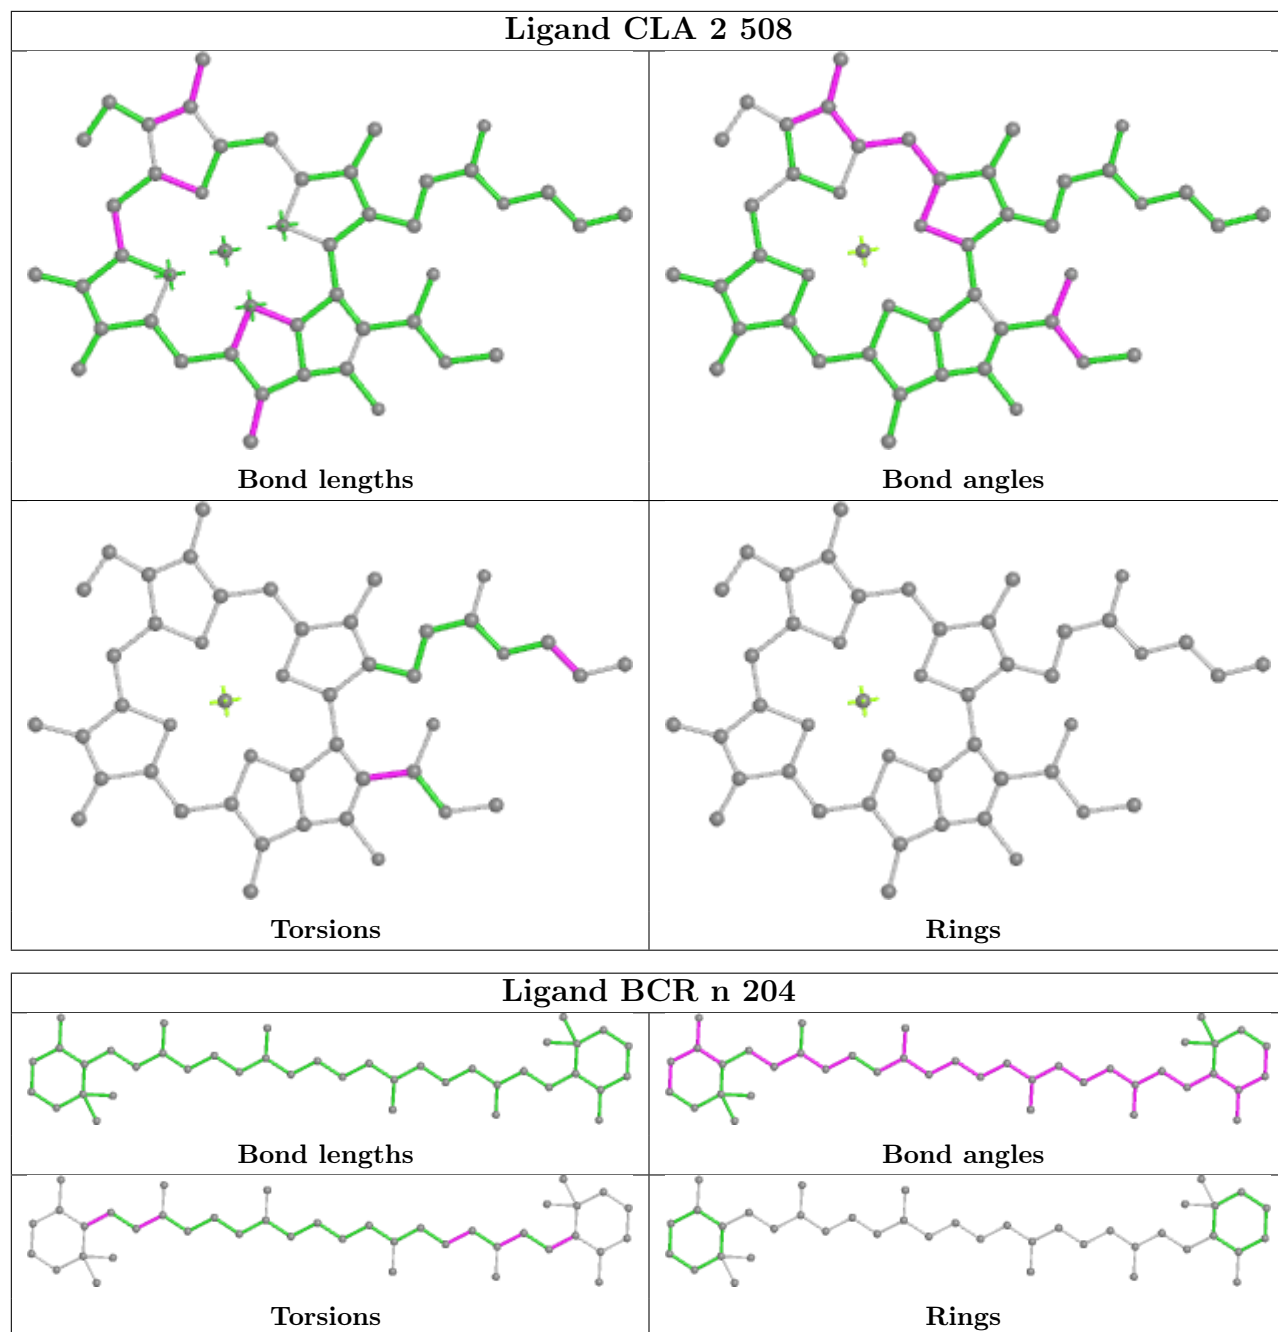 Ligand CLA 2 508
Bond lengths
Bond angles
Torsions
Rings
Ligand BCR n 204
Bond lengths
Bond angles
Torsions
Rings